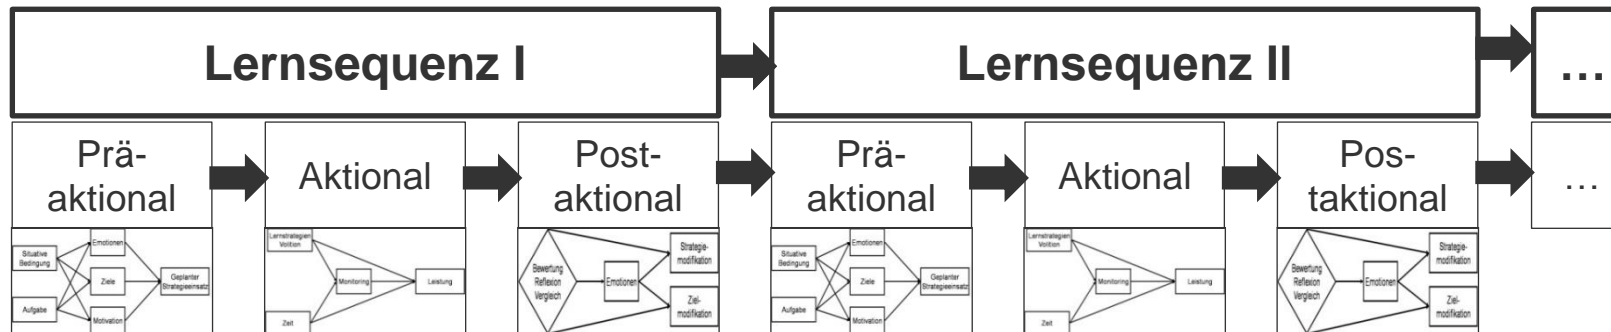 Lernsequenz I
Lernsequenz II
...
Prä-
aktional
Aktional
Post-
aktional
Prä-
aktional
Aktional
Pos-
taktional
...
Situative
Bedingung
Aufgabe
Emotionen
Ziele
Motivation
Geplanter
Strategieeinsatz
Lernstrategien
Volition
Zeit
Monitoring
Leistung
Bewertung
Reflexion
Vergleich
Emotionen
Strategie-
modifikation
Ziel-
modifikation
Situative
Bedingung
Aufgabe
Emotionen
Ziele
Motivation
Geplanter
Strategieeinsatz
Lernstrategien
Volition
Zeit
Monitoring
Leistung
Bewertung
Reflexion
Vergleich
Emotionen
Strategie-
modifikation
Ziel-
modifikation